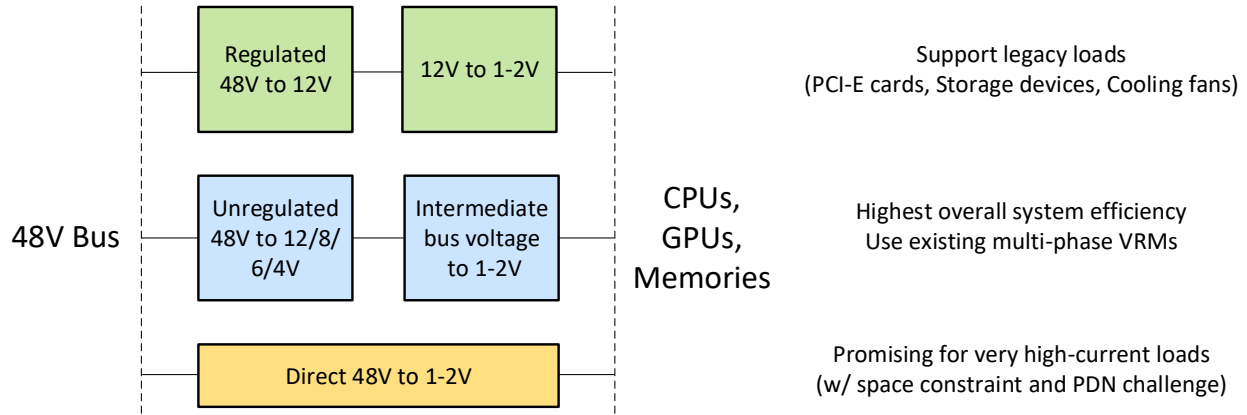 Regulated
48V to 12V
12V to 1-2V
Support legacy loads
(PCI-E cards, Storage devices, Cooling fans)
48V Bus
Unregulated
48V to 12/8/
6/4V
Intermediate
bus voltage
to 1-2V
CPUs,
GPUs,
Memories
Highest overall system efficiency
Use existing multi-phase VRMs
Direct 48V to 1-2V
Promising for very high-current loads
(w/ space constraint and PDN challenge)